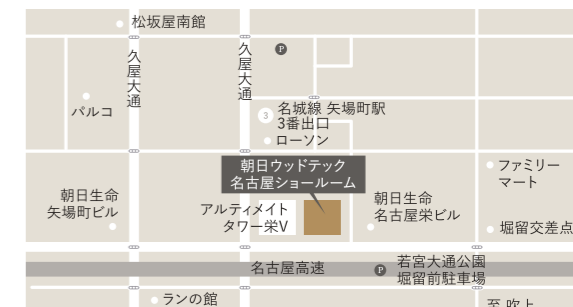 松坂屋南館
久屋大通
久屋大通
P
パルコ
3
名城線 矢場町駅
3番出口
ローソン
朝日ウッドテック
名古屋ショールーム
ファミリー
マート
朝日生命
矢場町ビル
アルティメイト
タワー栄V
朝日生命
名古屋栄ビル
堀留交差点
名古屋高速
P
若宮大通公園
堀留前駐車場
ランの館
至 吹上